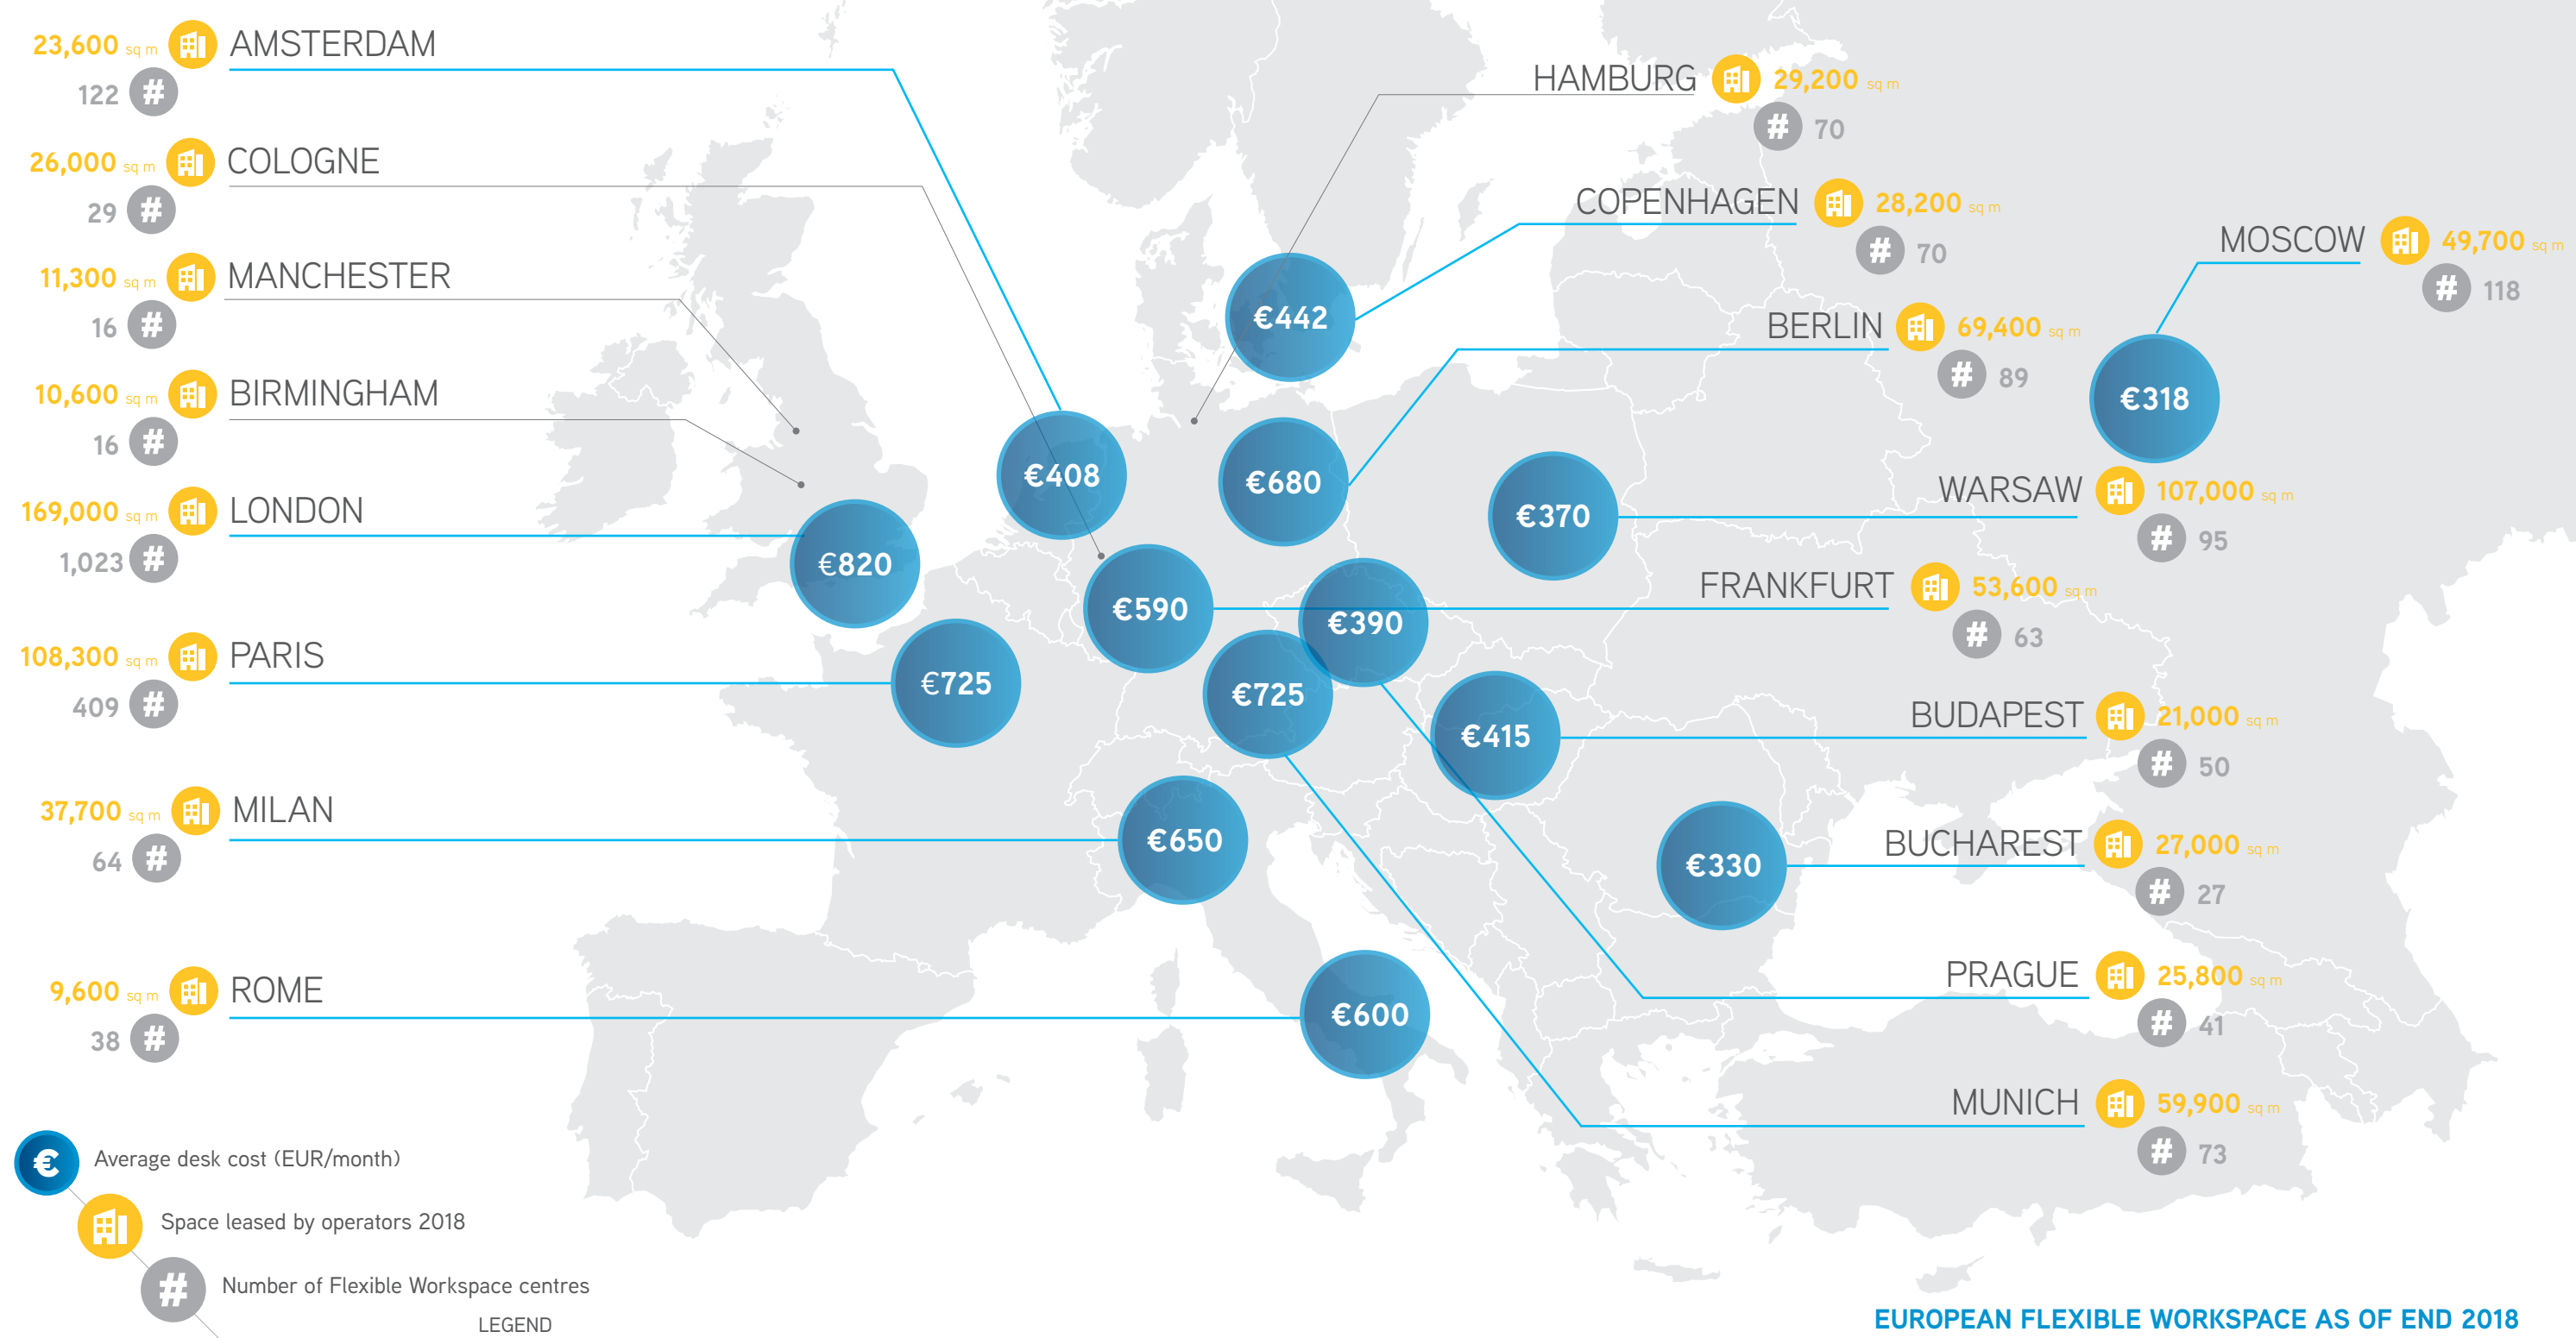 23,600 sq m AMSTERDAM
122 #
26,000 sq m COLOGNE
29 #
11,300 sq m MANCHESTER
16 #
10,600 sq m BIRMINGHAM
16 #
169,000 sq m LONDON
1,023 #
108,300 sq m PARIS
409 #
37,700 sq m MILAN
64 #
9,600 sq m ROME
38 #
HAMBURG 29,200 sq m
# 70
COPENHAGEN 28,200 sq m
# 70
MOSCOW 49,700 sq m
# 118
BERLIN 69,400 sq m
# 89
WARSAW 107,000 sq m
# 95
FRANKFURT 53,600 sq m
# 63
BUDAPEST 21,000 sq m
# 50
BUCHAREST 27,000 sq m
# 27
PRAGUE 25,800 sq m
# 41
MUNICH 59,900 sq m
# 73
€442
€318
€408
€680
€370
€820
€590
€390
€725
€725
€415
€650
€330
€600
€ Average desk cost (EUR/month)
Space leased by operators 2018
# Number of Flexible Workspace centres
LEGEND
EUROPEAN FLEXIBLE WORKSPACE AS OF END 2018